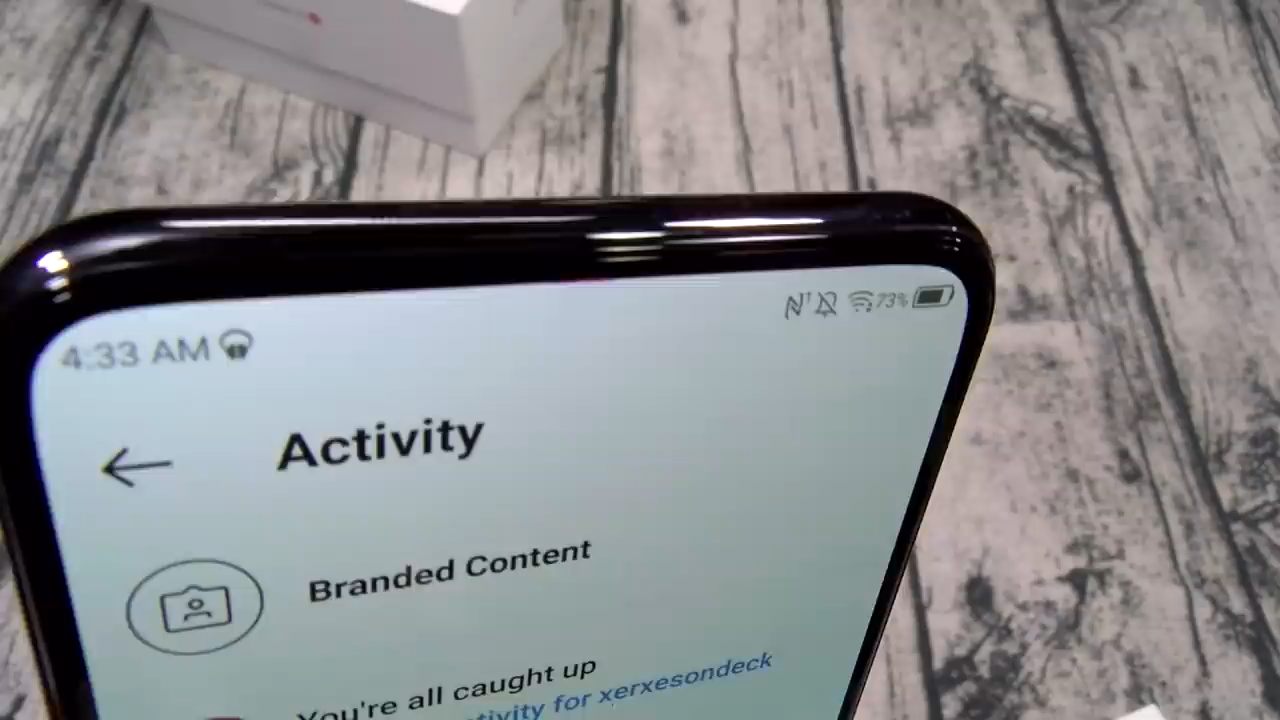 4:33 AM
73%
Activity
Branded Content
You're all caught up
tivity for xerxesondeck